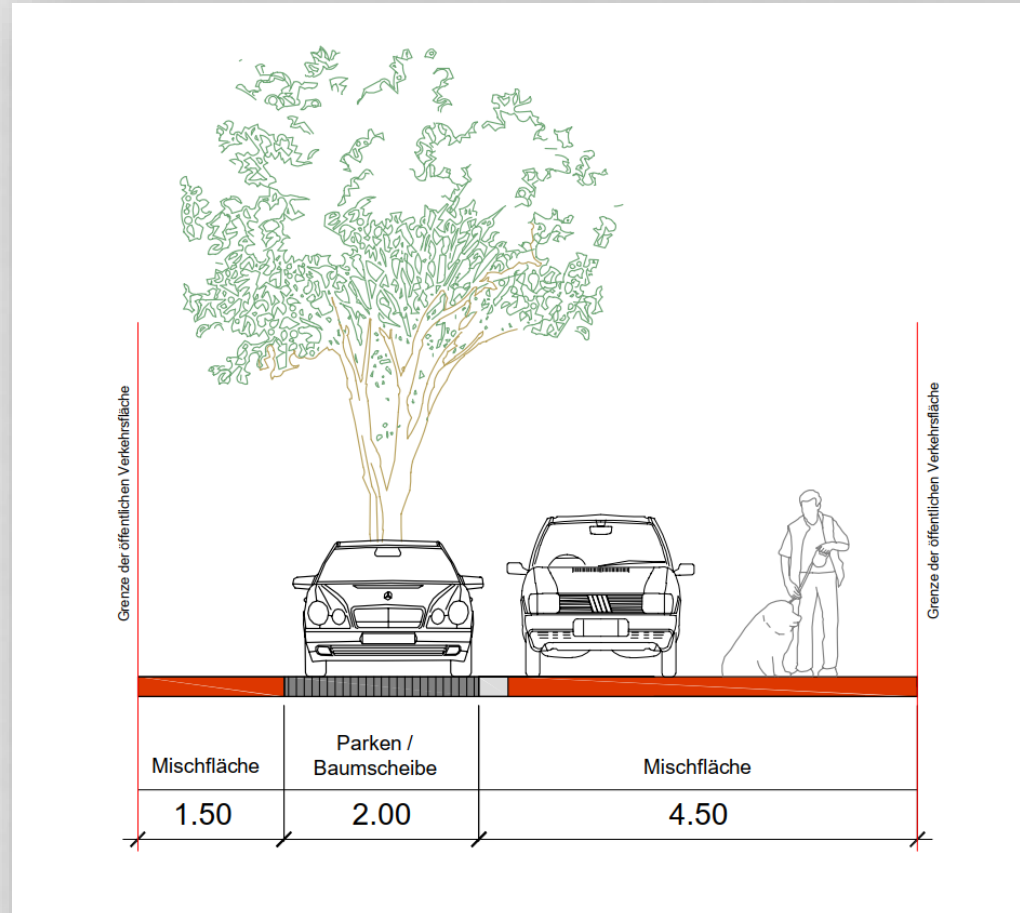 Grenze der öffentlichen Verkehrsfläche
Grenze der öffentlichen Verkehrsfläche
Mischfläche
Parken /
Baumscheibe
Mischfläche
1.50
2.00
4.50